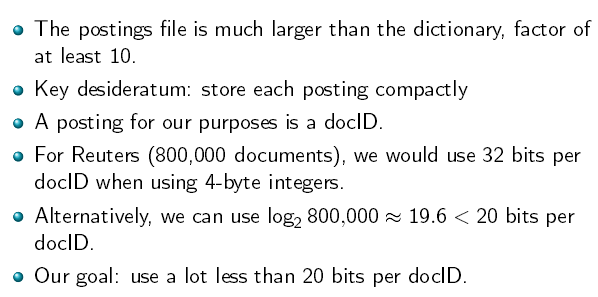 The postings file is much larger than the dictionary, factor of
at least 10.
Key desideratum: store each posting compactly
A posting for our purposes is a docID.
For Reuters (800,000 documents), we would use 32 bits per
docID when using 4-byte integers.
Alternatively, we can use log₂ 800,000 ≈ 19.6 < 20 bits per
docID.
Our goal: use a lot less than 20 bits per docID.